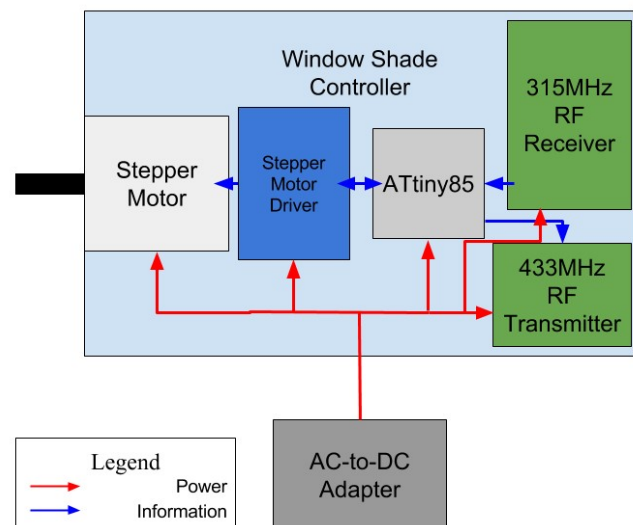 Window Shade
Controller
315MHz
RF
Receiver
Stepper
Motor
Stepper
Motor
Driver
ATtiny85
433MHz
RF
Transmitter
Legend
Power
Information
AC-to-DC
Adapter